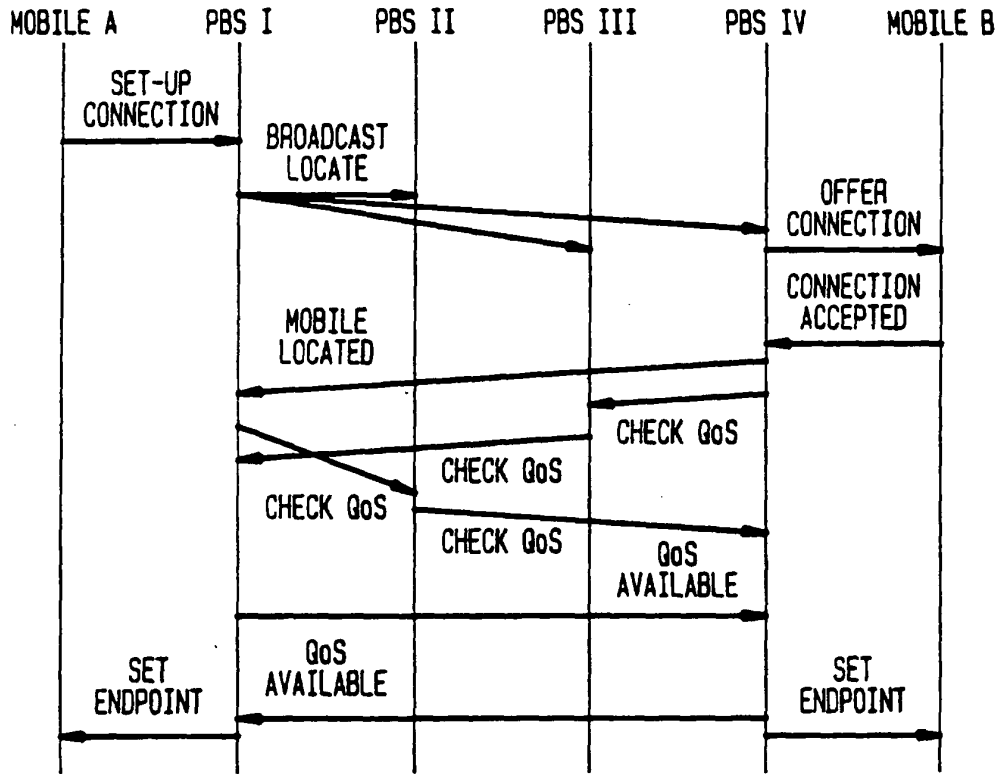 MOBILE A PBS I PBS II PBS III PBS IV MOBILE B
SET-UP
CONNECTION
BROADCAST
LOCATE
OFFER
CONNECTION
CONNECTION
ACCEPTED
MOBILE
LOCATED
CHECK QoS
CHECK QoS
CHECK QoS
CHECK QoS
QoS
AVAILABLE
QoS
AVAILABLE
SET
ENDPOINT
SET
ENDPOINT